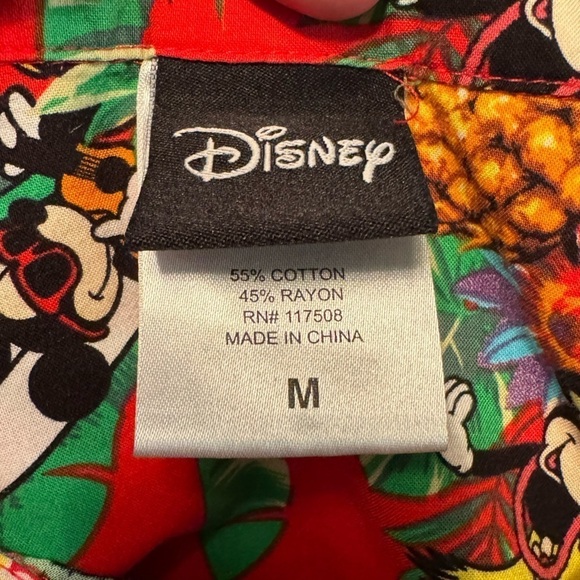 Disney
55% COTTON
45% RAYON
RN# 117508
MADE IN CHINA
M